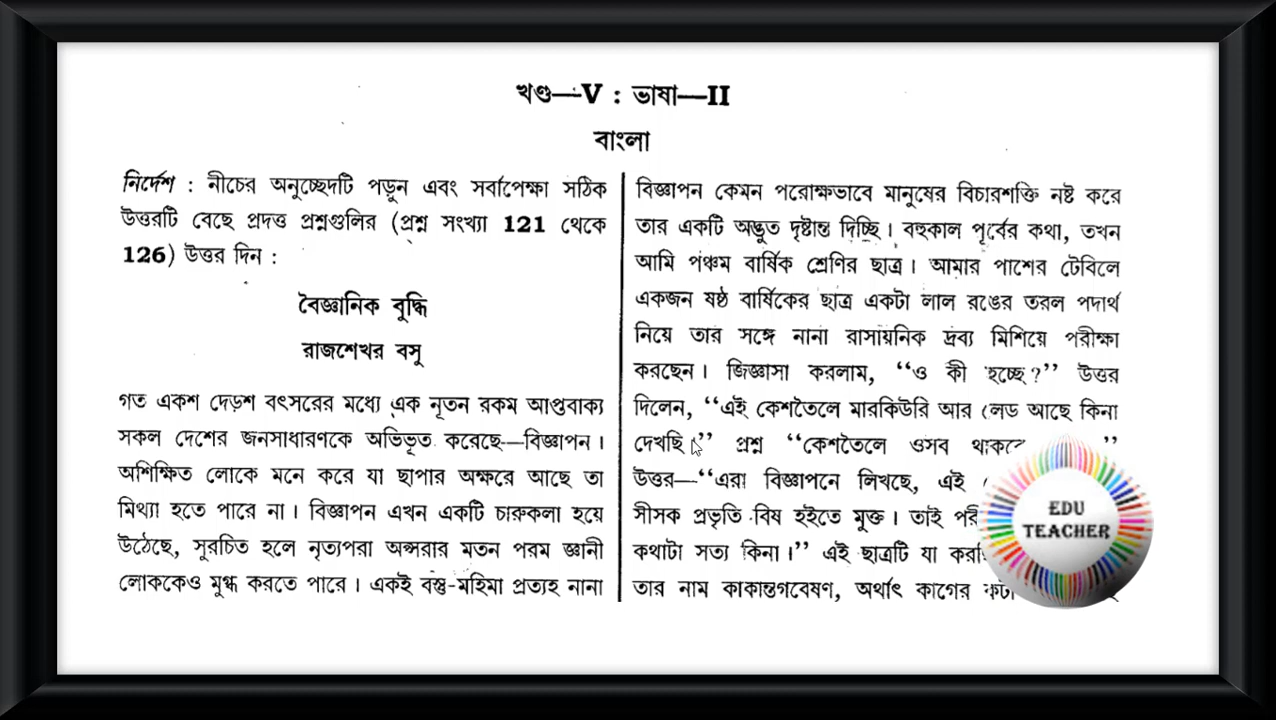 খণ্ড—V : ভাষা—II
বাংলা
নির্দেশ : নীচের অনুচ্ছেদটি পড়ুন এবং সর্বাপেক্ষা সঠিক
উত্তরটি বেছে প্রদত্ত প্রশ্নগুলির (প্রশ্ন সংখ্যা 121 থেকে
126) উত্তর দিন :
বৈজ্ঞানিক বুদ্ধি
রাজশেখর বসু
গত একশ দেড়শ বৎসরের মধ্যে এক নূতন রকম আপ্তবাক্য
সকল দেশের জনসাধারণকে অভিভূত করেছে—বিজ্ঞাপন।
অশিক্ষিত লোকে মনে করে যা ছাপার অক্ষরে আছে তা
মিথ্যা হতে পারে না। বিজ্ঞাপন এখন একটি চারুকলা হয়ে
উঠেছে, সুরচিত হলে নৃত্যপরা অপ্সরার মতন পরম জ্ঞানী
লোককেও মুগ্ধ করতে পারে। একই বস্তু-মহিমা প্রত্যহ নানা
বিজ্ঞাপন কেমন পরোক্ষভাবে মানুষের বিচারশক্তি নষ্ট করে
তার একটি অদ্ভুত দৃষ্টান্ত দিচ্ছি। বহুকাল পূর্বের কথা, তখন
আমি পঞ্চম বার্ষিক শ্রেণির ছাত্র। আমার পাশের টেবিলে
একজন ষষ্ঠ বার্ষিকের ছাত্র একটা লাল রঙের তরল পদার্থ
নিয়ে তার সঙ্গে নানা রাসায়নিক দ্রব্য মিশিয়ে পরীক্ষা
করছেন। জিজ্ঞাসা করলাম, “ও কী হচ্ছে?” উত্তর
দিলেন, “এই কেশতৈলে মারকিউরি আর লেড আছে কিনা
দেখছি।” প্রশ্ন “কেশতৈলে ওসব ”
উত্তর—“এরা বিজ্ঞাপনে লিখছে, এই
সীসক প্রভৃতি বিষ হইতে মুক্ত। তাই
কথাটা সত্য কিনা।” এই ছাত্রটি যা
তার নাম কাকান্তগবেষণ, অর্থাৎ কাগের
EDU
TEACHER